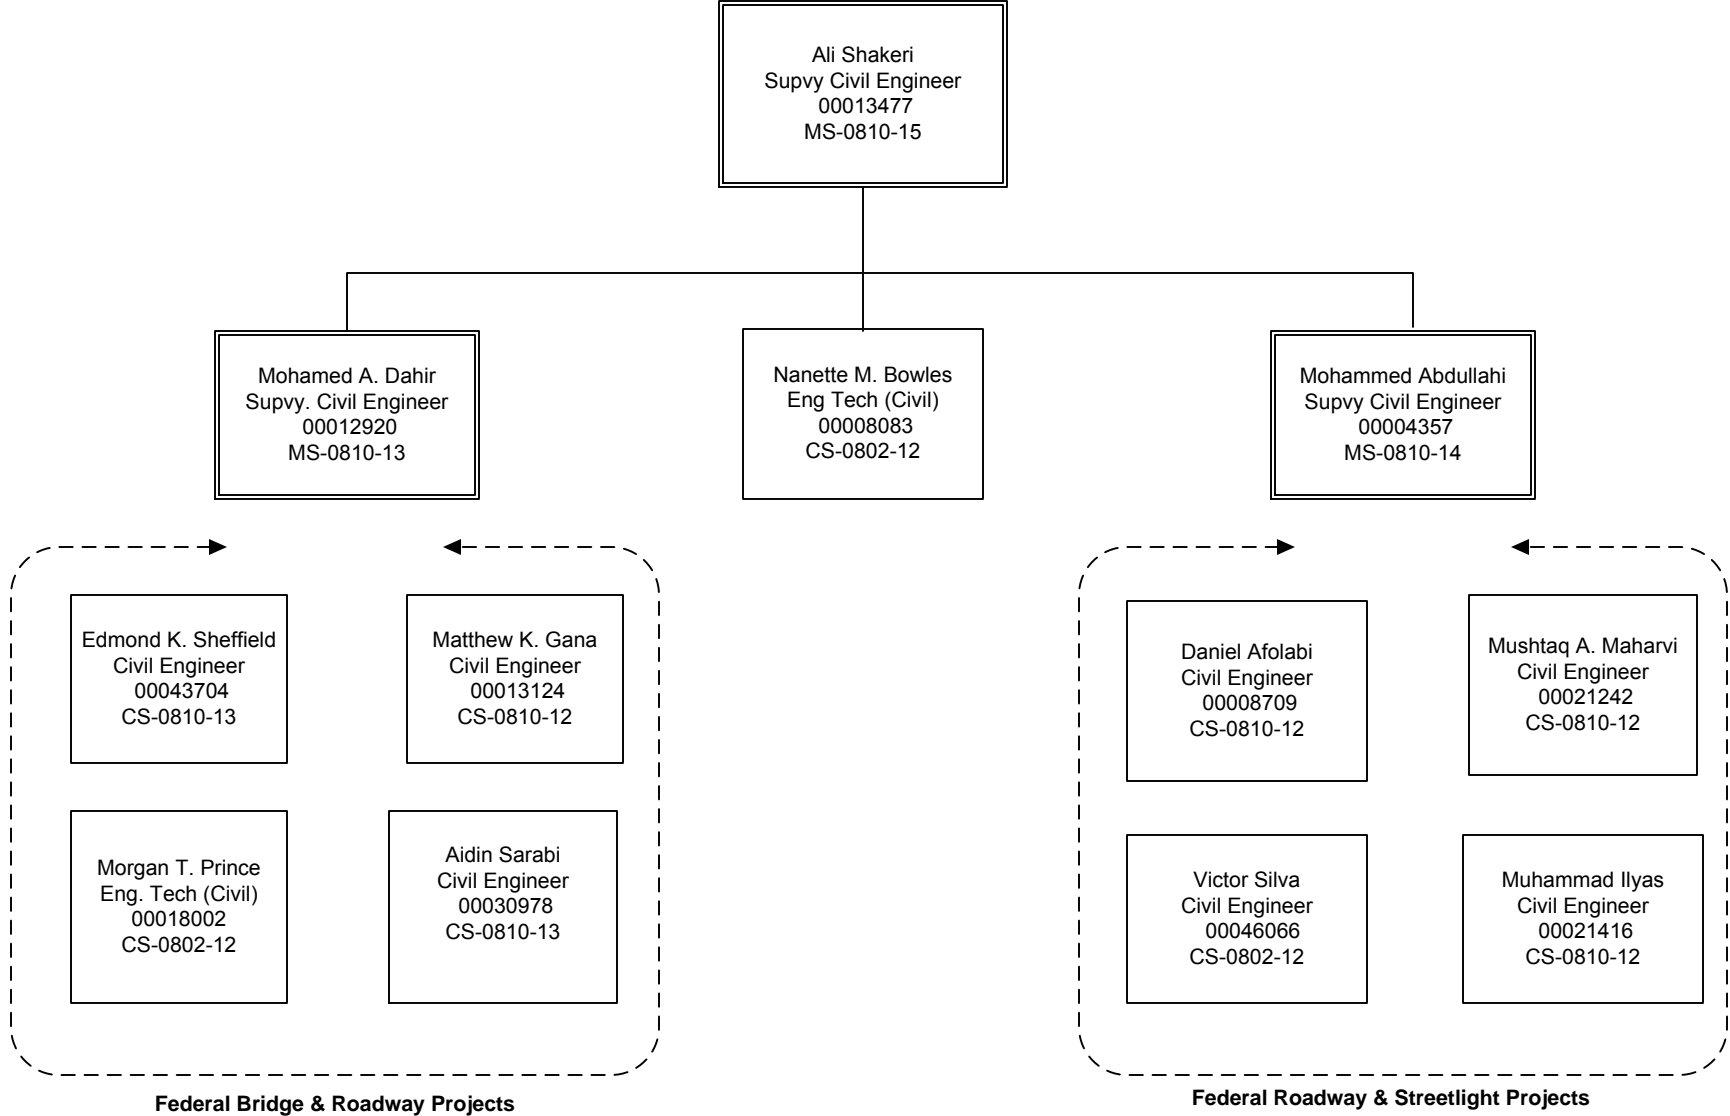 Ali Shakeri
Supvy Civil Engineer
00013477
MS-0810-15
Mohamed A. Dahir
Supvy. Civil Engineer
00012920
MS-0810-13
Nanette M. Bowles
Eng Tech (Civil)
00008083
CS-0802-12
Mohammed Abdullahi
Supvy Civil Engineer
00004357
MS-0810-14
Edmond K. Sheffield
Civil Engineer
00043704
CS-0810-13
Matthew K. Gana
Civil Engineer
00013124
CS-0810-12
Morgan T. Prince
Eng. Tech (Civil)
00018002
CS-0802-12
Aidin Sarabi
Civil Engineer
00030978
CS-0810-13
Federal Bridge & Roadway Projects
Daniel Afolabi
Civil Engineer
00008709
CS-0810-12
Mushtaq A. Maharvi
Civil Engineer
00021242
CS-0810-12
Victor Silva
Civil Engineer
00046066
CS-0802-12
Muhammad Ilyas
Civil Engineer
00021416
CS-0810-12
Federal Roadway & Streetlight Projects